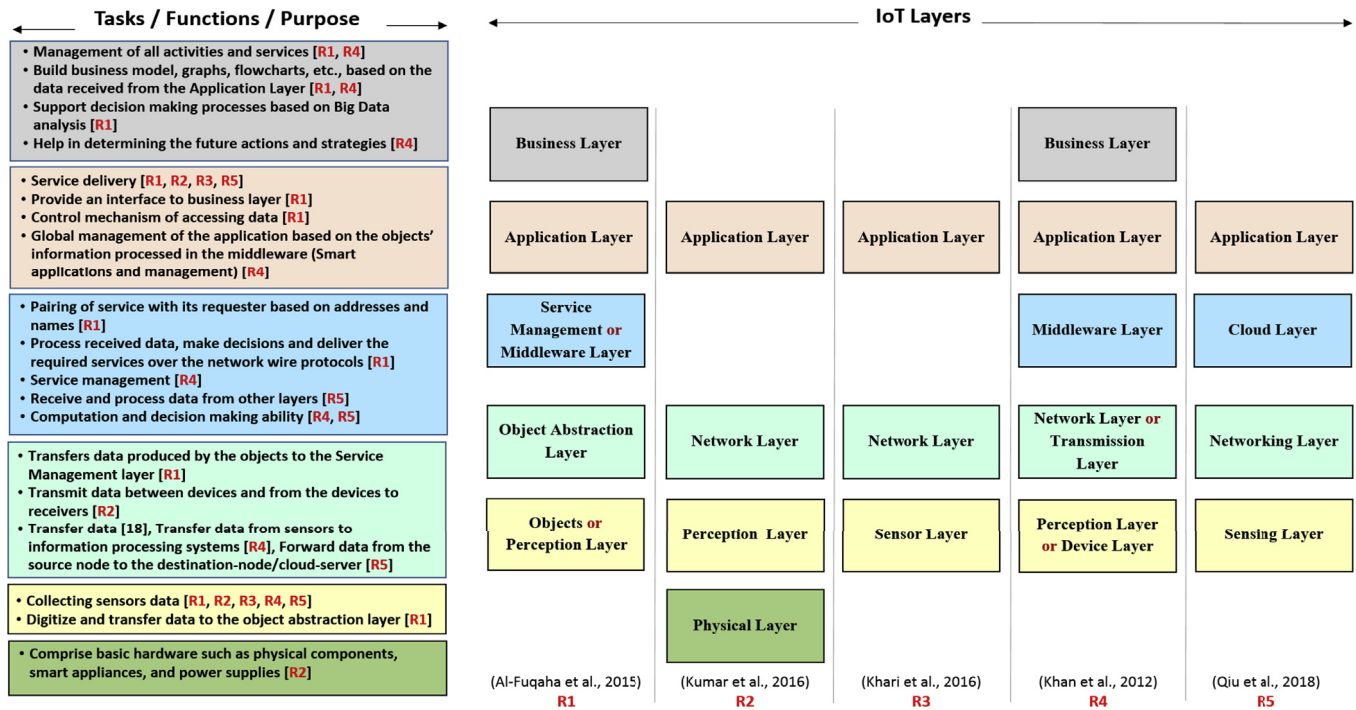 Tasks / Functions / Purpose
• Management of all activities and services [R1, R4]
• Build business model, graphs, flowcharts, etc., based on the
data received from the Application Layer [R1, R4]
• Support decision making processes based on Big Data
analysis [R1]
• Help in determining the future actions and strategies [R4]
• Service delivery [R1, R2, R3, R5]
• Provide an interface to business layer [R1]
• Control mechanism of accessing data [R1]
• Global management of the application based on the objects'
information processed in the middleware (Smart
applications and management) [R4]
• Pairing of service with its requester based on addresses and
names [R1]
• Process received data, make decisions and deliver the
required services over the network wire protocols [R1]
• Service management [R4]
• Receive and process data from other layers [R5]
• Computation and decision making ability [R4, R5]
• Transfers data produced by the objects to the Service
Management layer [R1]
• Transmit data between devices and from the devices to
receivers [R2]
• Transfer data [18], Transfer data from sensors to
information processing systems [R4], Forward data from the
source node to the destination-node/cloud-server [R5]
• Collecting sensors data [R1, R2, R3, R4, R5]
• Digitize and transfer data to the object abstraction layer [R1]
• Comprise basic hardware such as physical components,
smart appliances, and power supplies [R2]
IoT Layers
Business Layer
Business Layer
Application Layer
Application Layer
Application Layer
Application Layer
Application Layer
Service
Management or
Middleware Layer
Middleware Layer
Cloud Layer
Object Abstraction
Layer
Network Layer
Network Layer
Network Layer or
Transmission
Layer
Networking Layer
Objects or
Perception Layer
Perception Layer
Sensor Layer
Perception Layer
or Device Layer
Sensing Layer
Physical Layer
(Al-Fuqaha et al., 2015)
R1
(Kumar et al., 2016)
R2
(Khari et al., 2016)
R3
(Khan et al., 2012)
R4
(Qiu et al., 2018)
R5